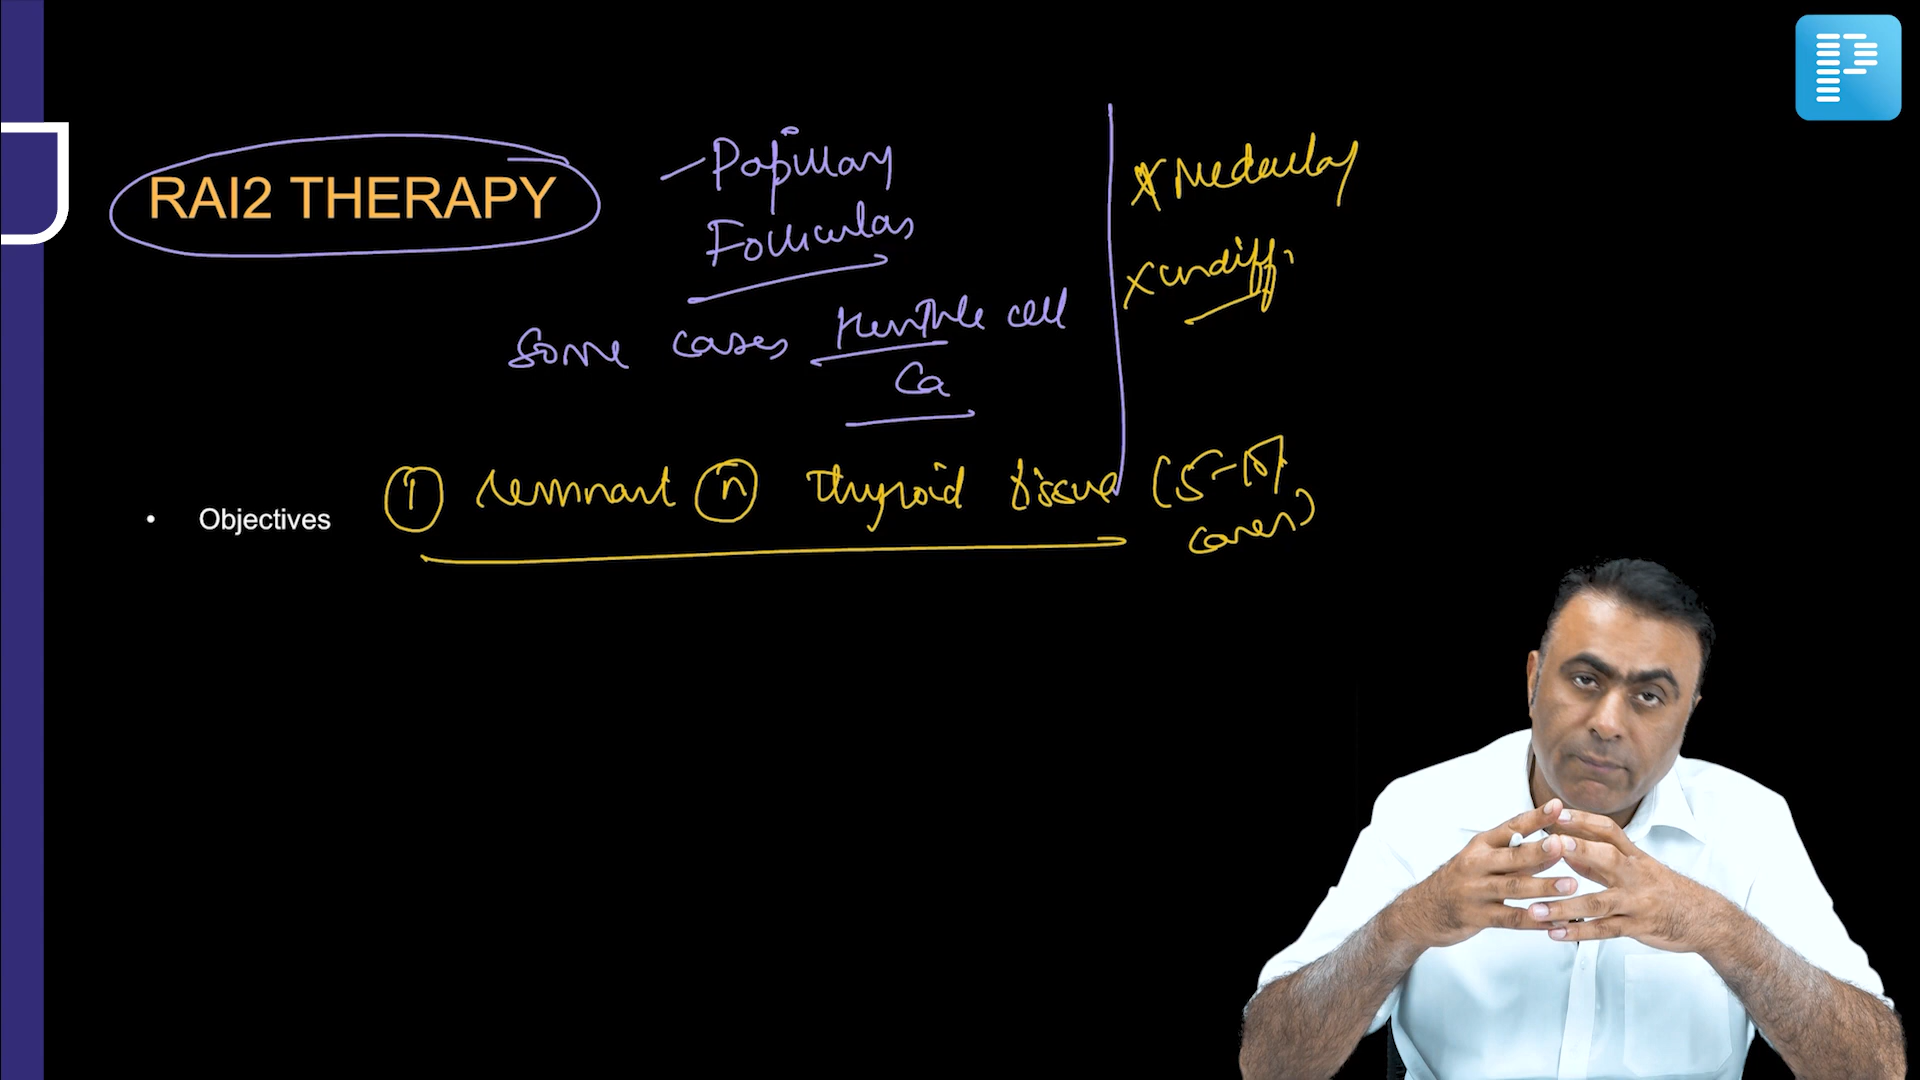 RAI2 THERAPY
Papillary
Follicular
Some cases Hurthle cell
Ca
x Medullary
x undiff.
• Objectives
① remnant ⓝ thyroid tissue (5-10%
cases)
P